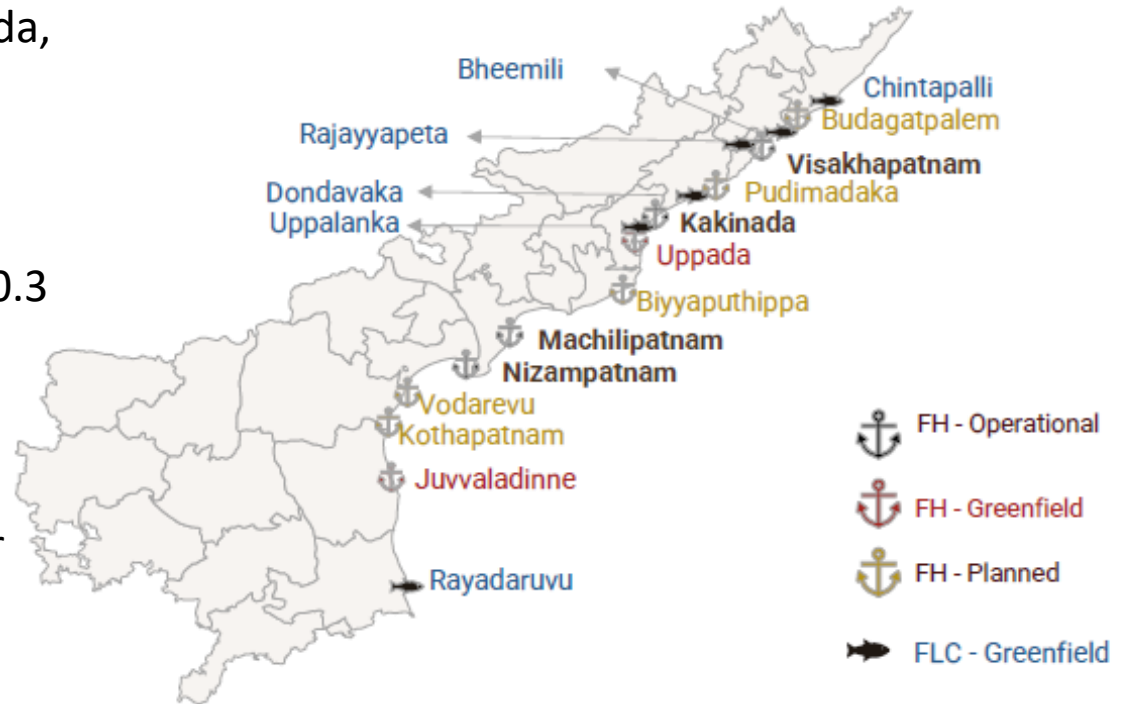 da,
0.3
Bheemili
Chintapalli
Budagatpalem
Rajayyapeta
Visakhapatnam
Dondavaka
Pudimadaka
Uppalanka
Kakinada
Uppada
Biyyaputhippa
Machilipatnam
Nizampatnam
Vodarevu
Kothapatnam
Juvvaladinne
Rayadaruvu
FH - Operational
FH - Greenfield
FH - Planned
FLC - Greenfield